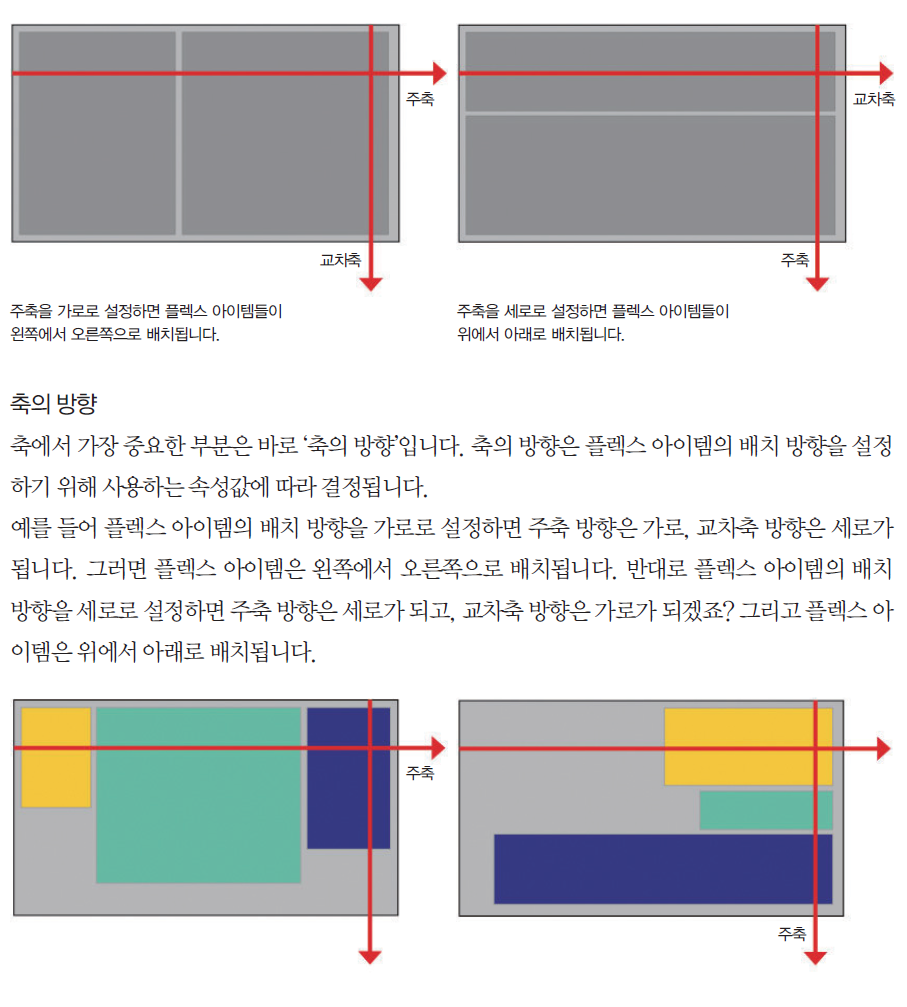 주축
교차축
교차축
주축
주축을 가로로 설정하면 플렉스 아이템들이
왼쪽에서 오른쪽으로 배치됩니다.
주축을 세로로 설정하면 플렉스 아이템들이
위에서 아래로 배치됩니다.
축의 방향
축에서 가장 중요한 부분은 바로 ‘축의 방향’입니다. 축의 방향은 플렉스 아이템의 배치 방향을 설정
하기 위해 사용하는 속성값에 따라 결정됩니다.
예를 들어 플렉스 아이템의 배치 방향을 가로로 설정하면 주축 방향은 가로, 교차축 방향은 세로가
됩니다. 그러면 플렉스 아이템은 왼쪽에서 오른쪽으로 배치됩니다. 반대로 플렉스 아이템의 배치
방향을 세로로 설정하면 주축 방향은 세로가 되고, 교차축 방향은 가로가 되겠죠? 그리고 플렉스 아
이템은 위에서 아래로 배치됩니다.
주축
주축